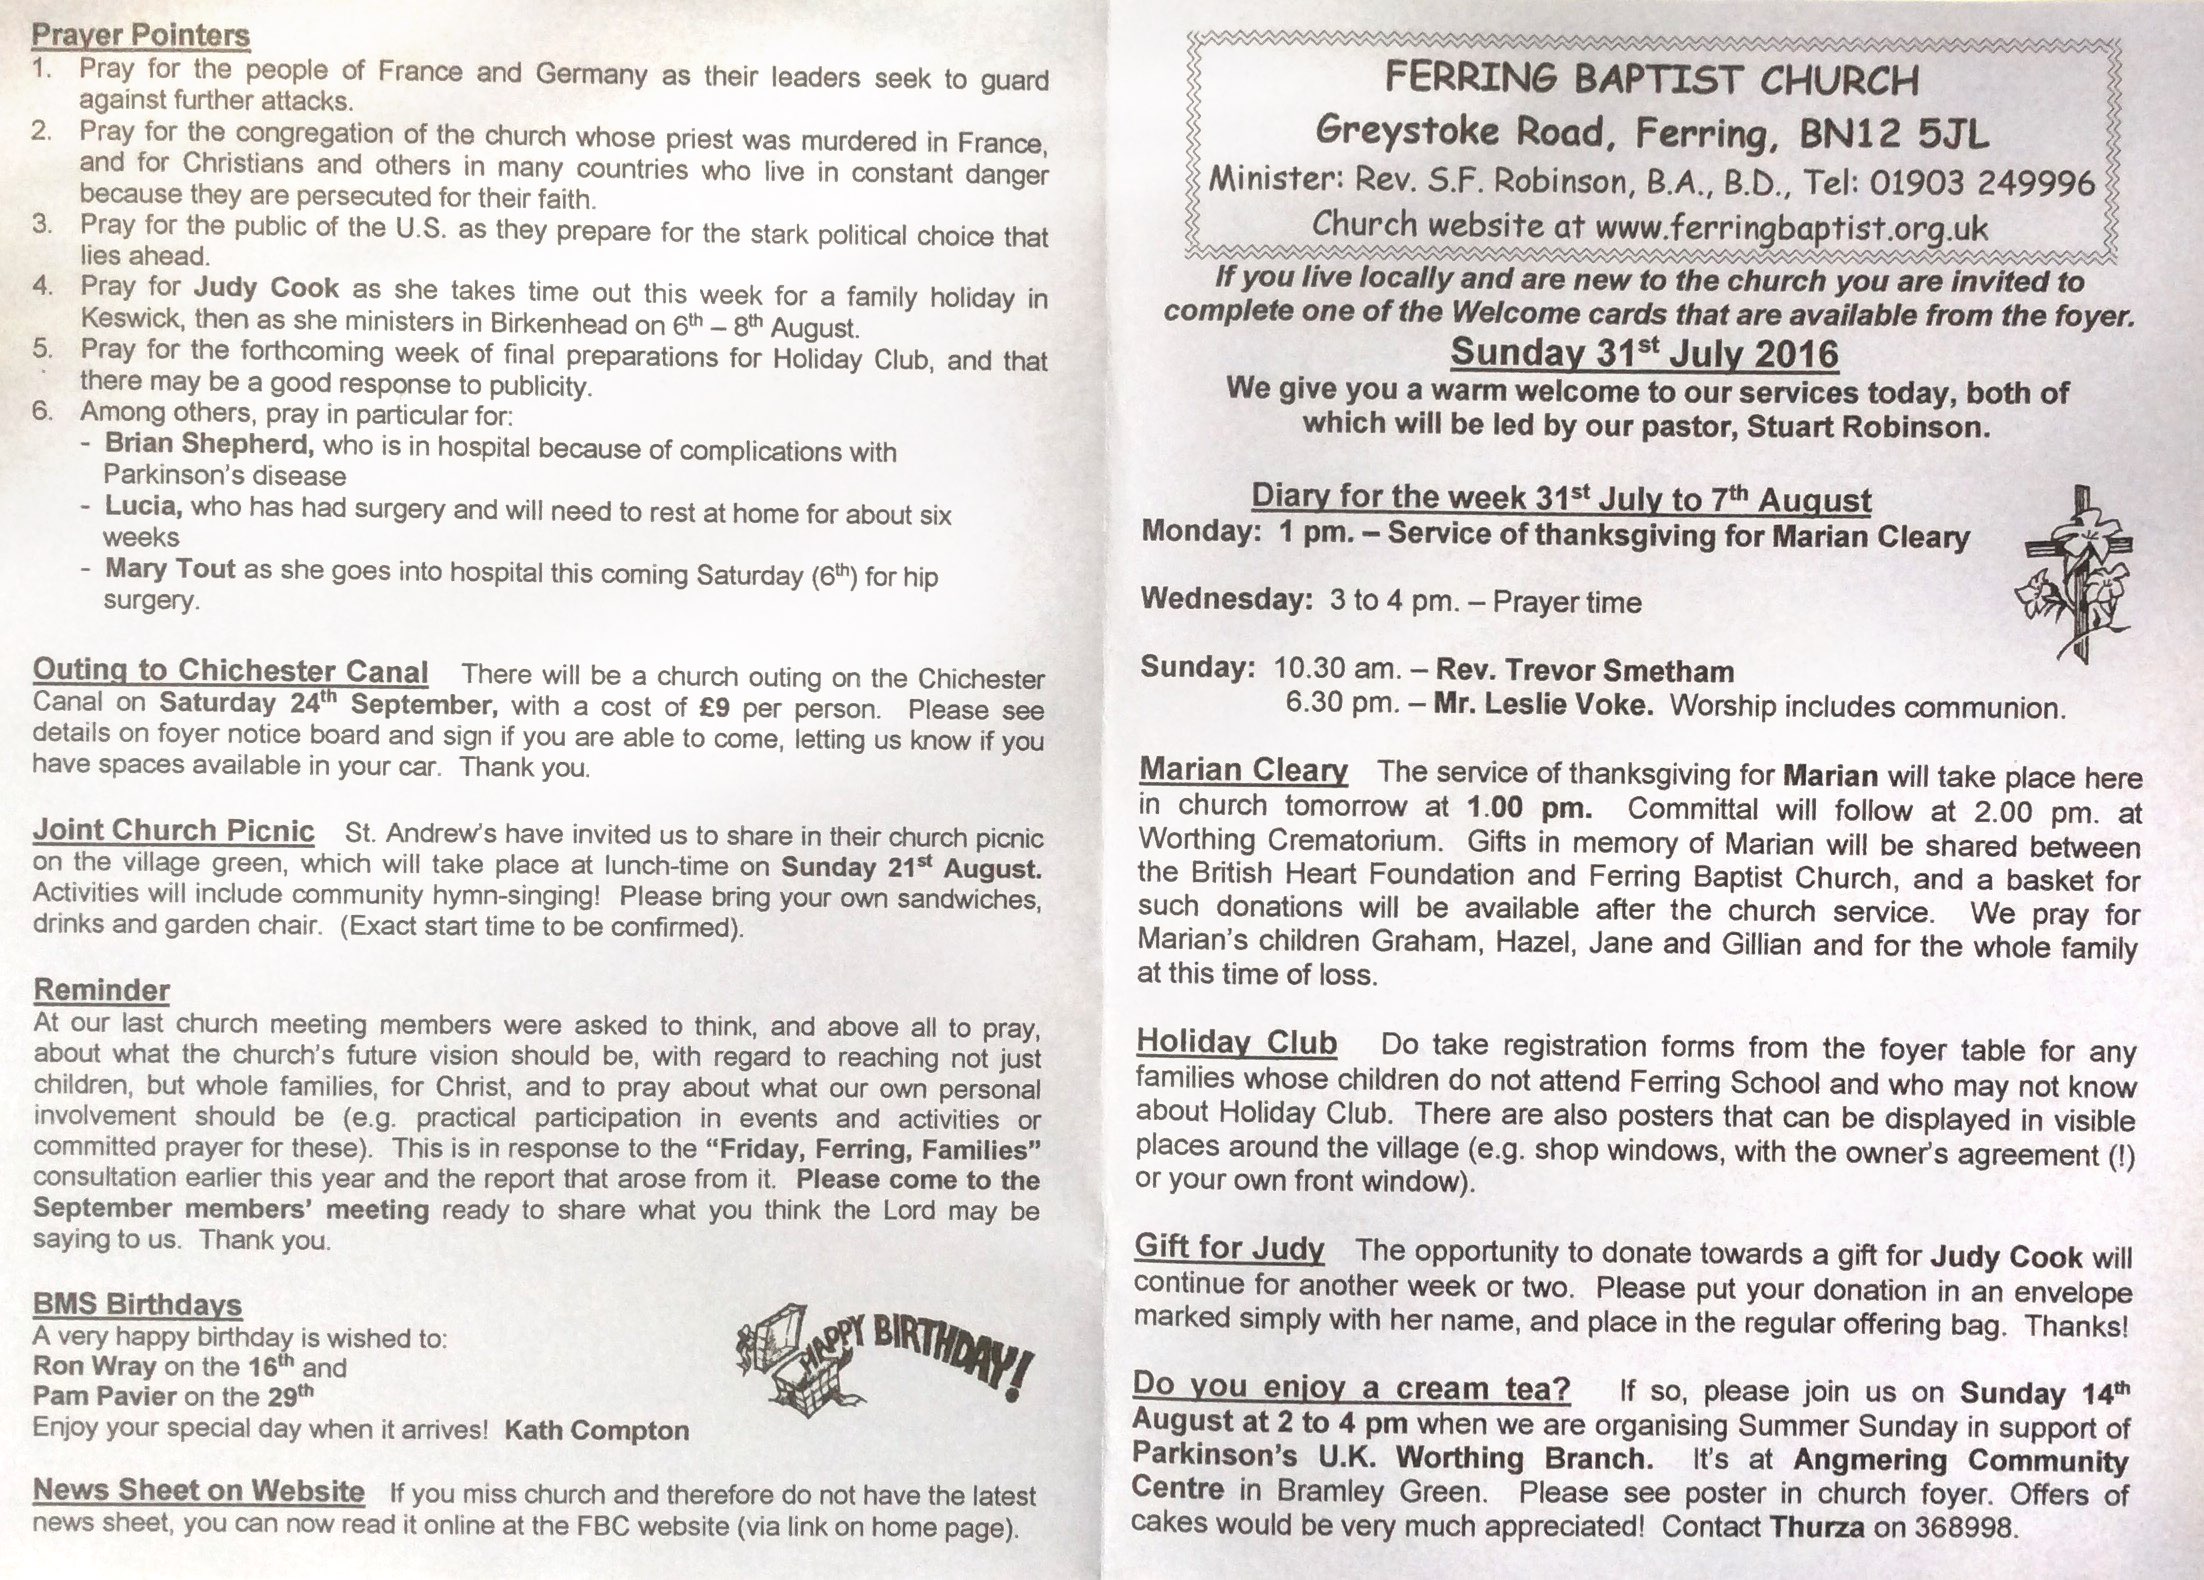 Prayer Pointers
1. Pray for the people of France and Germany as their leaders seek to guard
against further attacks.
2. Pray for the congregation of the church whose priest was murdered in France,
and for Christians and others in many countries who live in constant danger
because they are persecuted for their faith.
3. Pray for the public of the U.S. as they prepare for the stark political choice that
lies ahead.
4. Pray for Judy Cook as she takes time out this week for a family holiday in
Keswick, then as she ministers in Birkenhead on 6th – 8th August.
5. Pray for the forthcoming week of final preparations for Holiday Club, and that
there may be a good response to publicity.
6. Among others, pray in particular for:
- Brian Shepherd, who is in hospital because of complications with
Parkinson's disease
- Lucia, who has had surgery and will need to rest at home for about six
weeks
- Mary Tout as she goes into hospital this coming Saturday (6th) for hip
surgery.
Outing to Chichester Canal There will be a church outing on the Chichester
Canal on Saturday 24th September, with a cost of £9 per person. Please see
details on foyer notice board and sign if you are able to come, letting us know if you
have spaces available in your car. Thank you.
Joint Church Picnic St. Andrew's have invited us to share in their church picnic
on the village green, which will take place at lunch-time on Sunday 21st August.
Activities will include community hymn-singing! Please bring your own sandwiches,
drinks and garden chair. (Exact start time to be confirmed).
Reminder
At our last church meeting members were asked to think, and above all to pray,
about what the church's future vision should be, with regard to reaching not just
children, but whole families, for Christ, and to pray about what our own personal
involvement should be (e.g. practical participation in events and activities or
committed prayer for these). This is in response to the "Friday, Ferring, Families"
consultation earlier this year and the report that arose from it. Please come to the
September members' meeting ready to share what you think the Lord may be
saying to us. Thank you.
BMS Birthdays
A very happy birthday is wished to:
Ron Wray on the 16th and
Pam Pavier on the 29th
Enjoy your special day when it arrives! Kath Compton
HAPPY BIRTHDAY!
News Sheet on Website If you miss church and therefore do not have the latest
news sheet, you can now read it online at the FBC website (via link on home page).
FERRING BAPTIST CHURCH
Greystoke Road, Ferring, BN12 5JL
Minister: Rev. S.F. Robinson, B.A., B.D., Tel: 01903 249996
Church website at www.ferringbaptist.org.uk
If you live locally and are new to the church you are invited to
complete one of the Welcome cards that are available from the foyer.
Sunday 31st July 2016
We give you a warm welcome to our services today, both of
which will be led by our pastor, Stuart Robinson.
Diary for the week 31st July to 7th August
Monday: 1 pm. – Service of thanksgiving for Marian Cleary
Wednesday: 3 to 4 pm. – Prayer time
Sunday: 10.30 am. – Rev. Trevor Smetham
6.30 pm. – Mr. Leslie Voke. Worship includes communion.
Marian Cleary The service of thanksgiving for Marian will take place here
in church tomorrow at 1.00 pm. Committal will follow at 2.00 pm. at
Worthing Crematorium. Gifts in memory of Marian will be shared between
the British Heart Foundation and Ferring Baptist Church, and a basket for
such donations will be available after the church service. We pray for
Marian's children Graham, Hazel, Jane and Gillian and for the whole family
at this time of loss.
Holiday Club Do take registration forms from the foyer table for any
families whose children do not attend Ferring School and who may not know
about Holiday Club. There are also posters that can be displayed in visible
places around the village (e.g. shop windows, with the owner's agreement (!)
or your own front window).
Gift for Judy The opportunity to donate towards a gift for Judy Cook will
continue for another week or two. Please put your donation in an envelope
marked simply with her name, and place in the regular offering bag. Thanks!
Do you enjoy a cream tea? If so, please join us on Sunday 14th
August at 2 to 4 pm when we are organising Summer Sunday in support of
Parkinson's U.K. Worthing Branch. It's at Angmering Community
Centre in Bramley Green. Please see poster in church foyer. Offers of
cakes would be very much appreciated! Contact Thurza on 368998.